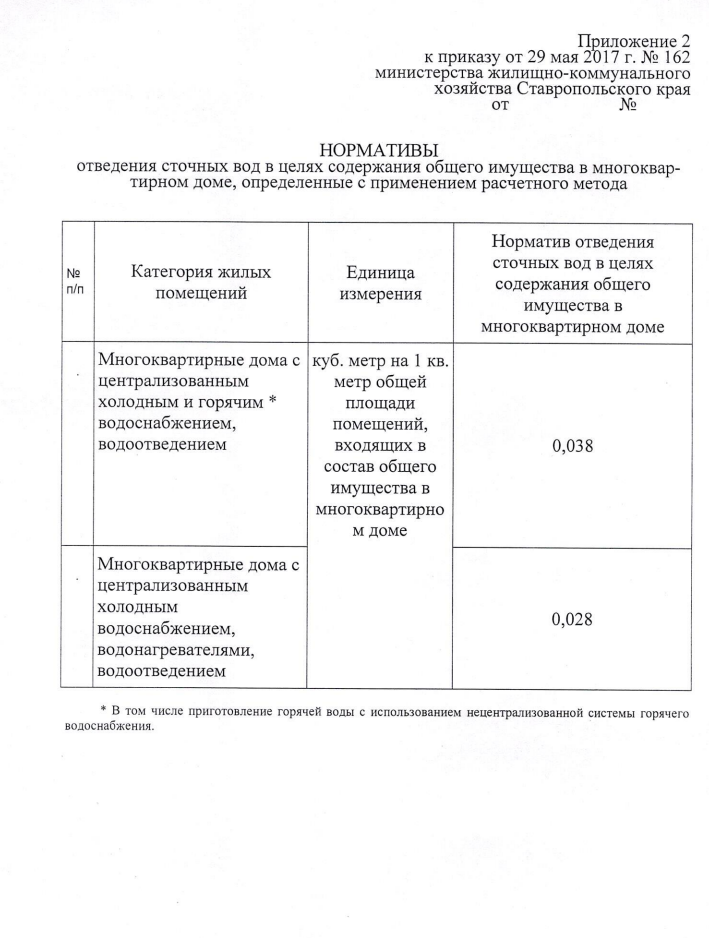 Приложение 2
к приказу от 29 мая 2017 г. № 162
министерства жилищно-коммунального
хозяйства Ставропольского края
от №
НОРМАТИВЫ
отведения сточных вод в целях содержания общего имущества в многоквар-
тирном доме, определенные с применением расчетного метода
№
п/п
Категория жилых
помещений
Единица
измерения
Норматив отведения
сточных вод в целях
содержания общего
имущества в
многоквартирном доме
Многоквартирные дома с
централизованным
холодным и горячим *
водоснабжением,
водоотведением
куб. метр на 1 кв.
метр общей
площади
помещений,
входящих в
состав общего
имущества в
многоквартирно
м доме
0,038
Многоквартирные дома с
централизованным
холодным
водоснабжением,
водонагревателями,
водоотведением
0,028
* В том числе приготовление горячей воды с использованием нецентрализованной системы горячего
водоснабжения.